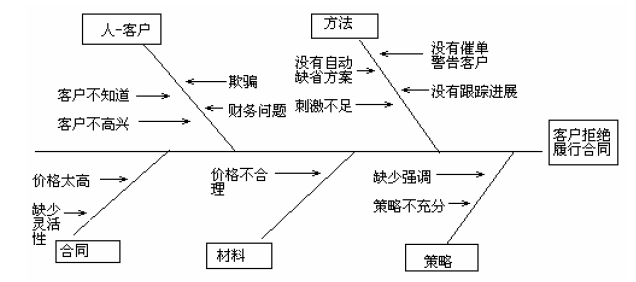 人-客户
方法
没有催单
警告客户
没有自动
缺省方案
欺骗
客户不知道
没有跟踪进展
财务问题
刺激不足
客户不高兴
客户拒绝
履行合同
价格太高
价格不合
理
缺少强调
缺少
灵活
性
策略不充分
合同
材料
策略